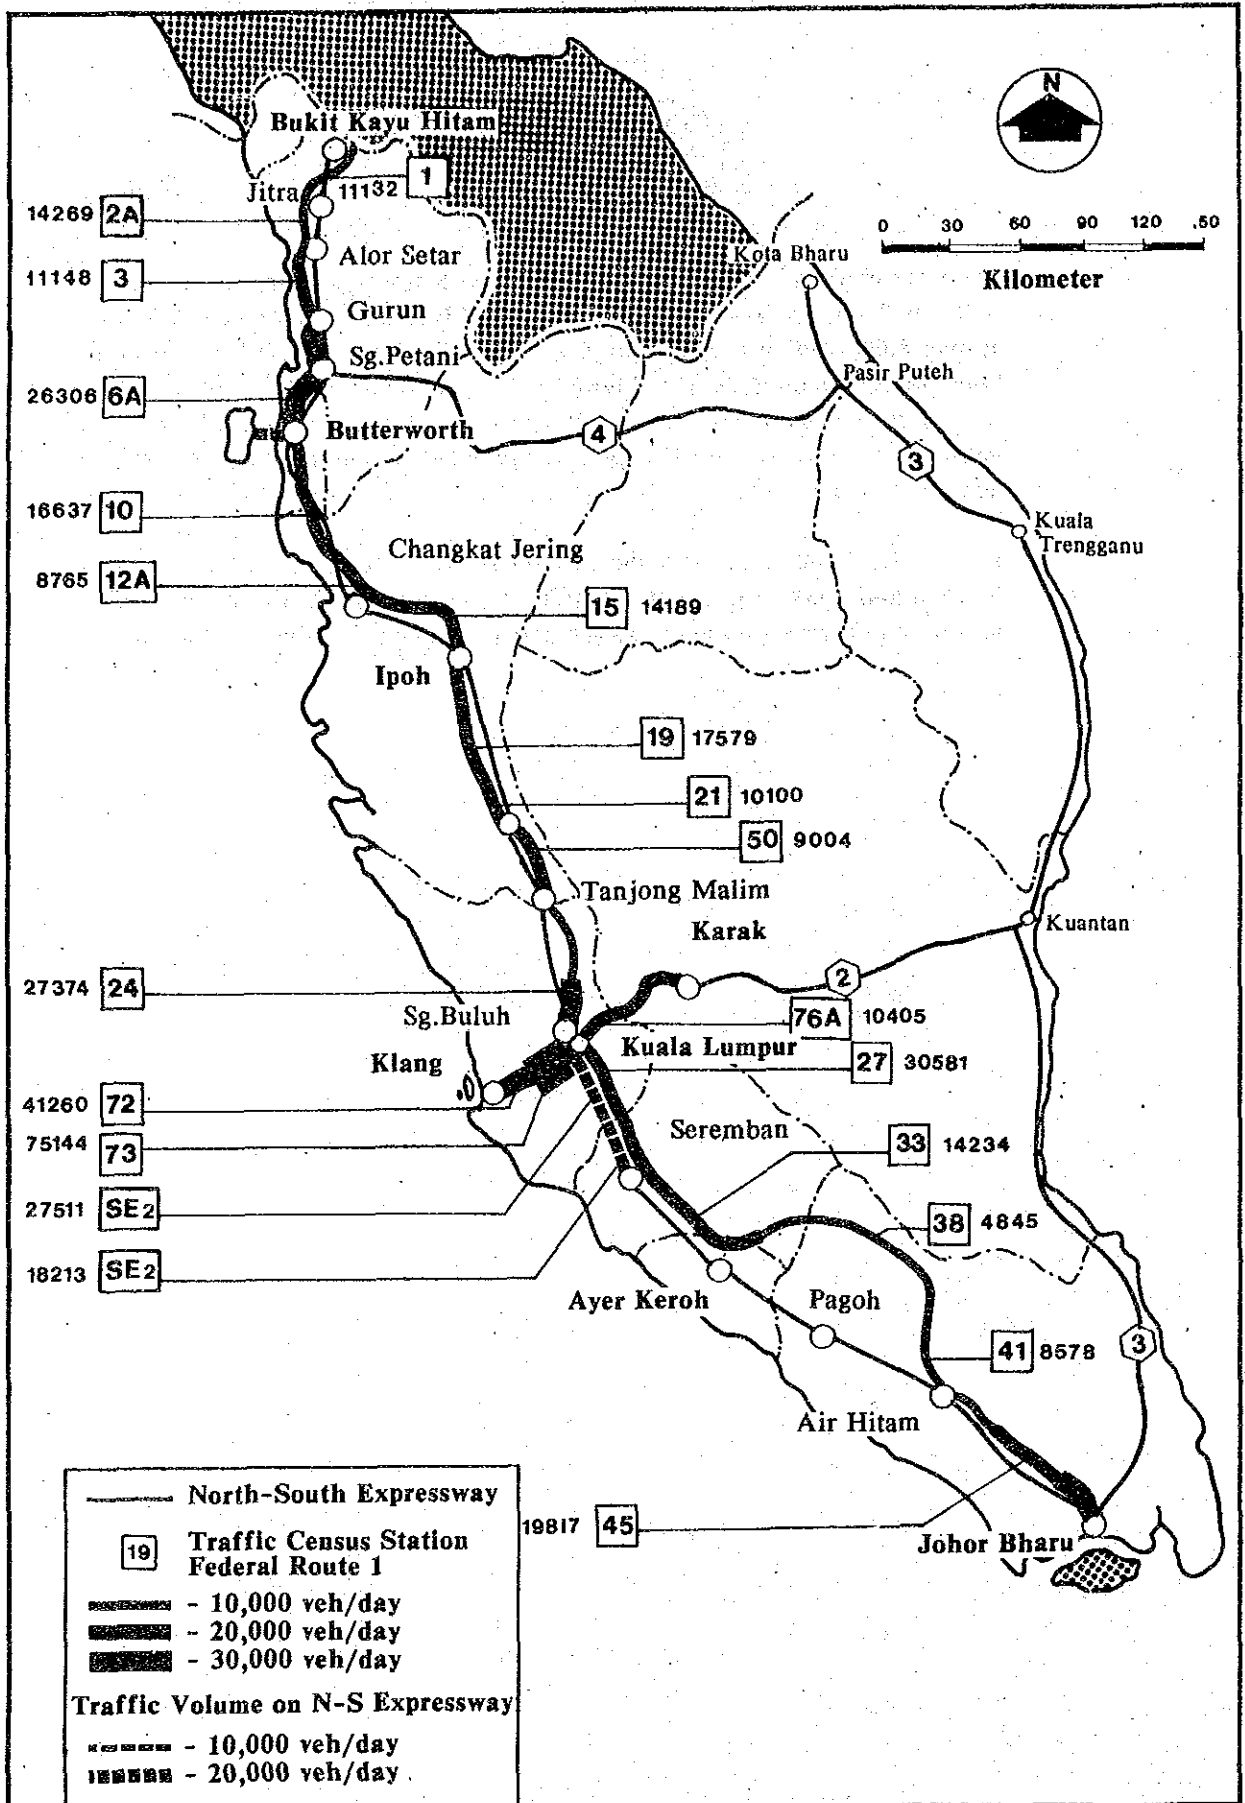 N
Bukit Kayu Hitam
Jitra
11132
1
14269
2A
0
30
60
90
120
.50
Kilometer
Alor Setar
Kota Bharu
11148
3
Gurun
Sg.Petani
Pasir Puteh
26306
6A
Butterworth
4
3
16637
10
Kuala
Trengganu
Changkat Jering
8765
12A
15
14189
Ipoh
19
17579
21
10100
50
9004
Tanjong Malim
Karak
Kuantan
2
27374
24
Sg.Buluh
76A
10405
Kuala Lumpur
Klang
27
30581
41260
72
75144
73
Seremban
33
14234
27511
SE2
38
4845
18213
SE2
Ayer Keroh
Pagoh
41
8578
3
Air Hitam
19817
45
Johor Bharu
North-South Expressway
19
Traffic Census Station
Federal Route 1
- 10,000 veh/day
- 20,000 veh/day
- 30,000 veh/day
Traffic Volume on N-S Expressway
- 10,000 veh/day
- 20,000 veh/day